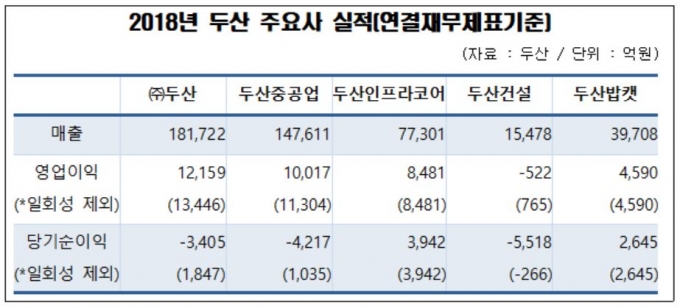 2018년 두산 주요사 실적(연결재무제표기준)
(자료 : 두산 / 단위 : 억원)
㈜두산 두산중공업 두산인프라코어 두산건설 두산밥캣
매출 181,722 147,611 77,301 15,478 39,708
영업이익 12,159 10,017 8,481 -522 4,590
(*일회성 제외) (13,446) (11,304) (8,481) (765) (4,590)
당기순이익 -3,405 -4,217 3,942 -5,518 2,645
(*일회성 제외) (1,847) (1,035) (3,942) (-266) (2,645)